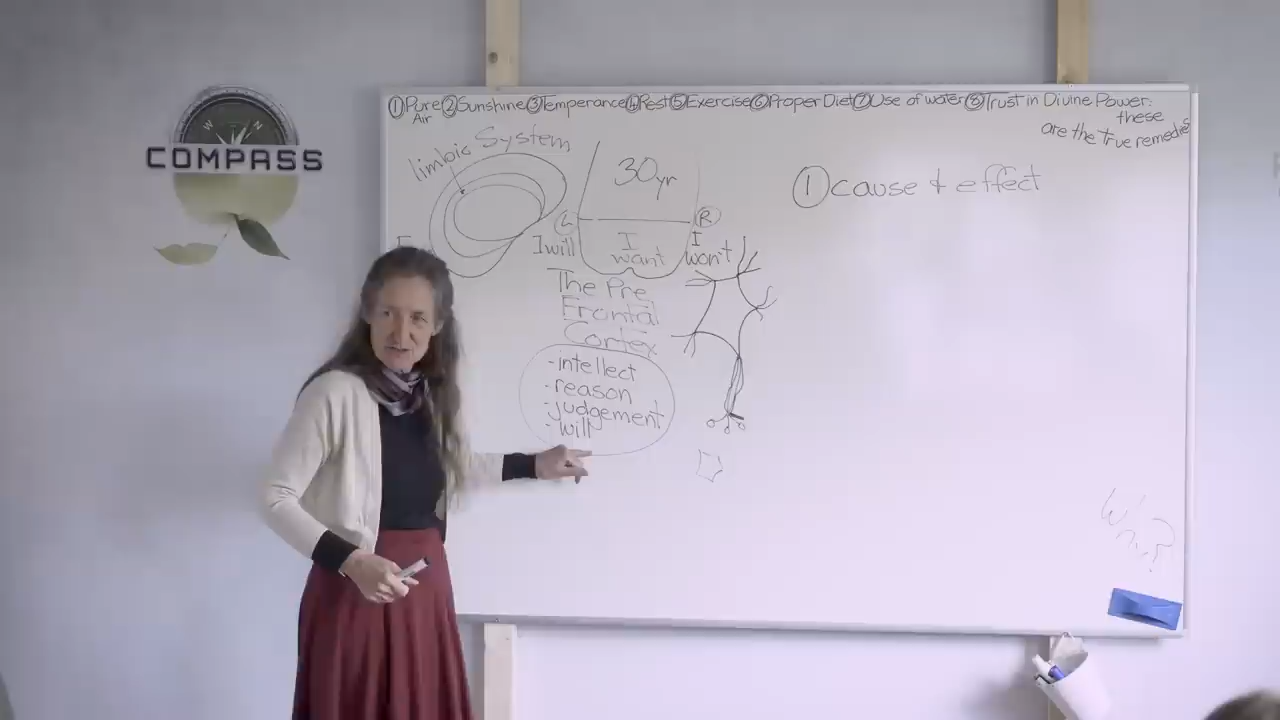 ①Pure ②Sunshine ③Temperance ④Rest ⑤Exercise ⑥Proper Diet ⑦Use of water ⑧Trust in Divine Power.
Air
these
are the true remedies
limbic System
30yr
① cause & effect
W N
COMPASS
L R
I will I want I won't
The Pre
Frontal
Cortex
-intellect
-reason
-judgement
-will